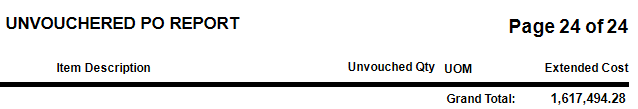 UNVOUCHERED PO REPORT Page 24 of 24
Item Description Unvouched Qty UOM Extended Cost
Grand Total: 1,617,494.28